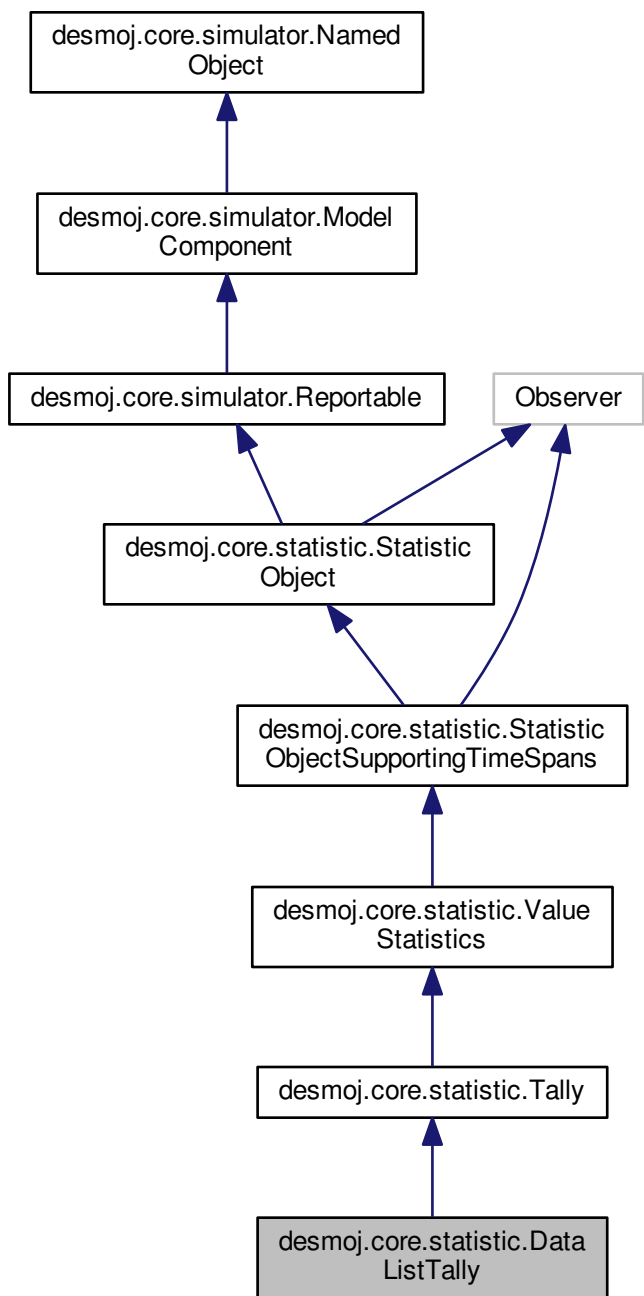 desmoj.core.simulator.Named
Object
desmoj.core.simulator.Model
Component
desmoj.core.simulator.Reportable
Observer
desmoj.core.statistic.Statistic
Object
desmoj.core.statistic.Statistic
ObjectSupportingTimeSpans
desmoj.core.statistic.Value
Statistics
desmoj.core.statistic.Tally
desmoj.core.statistic.Data
ListTally